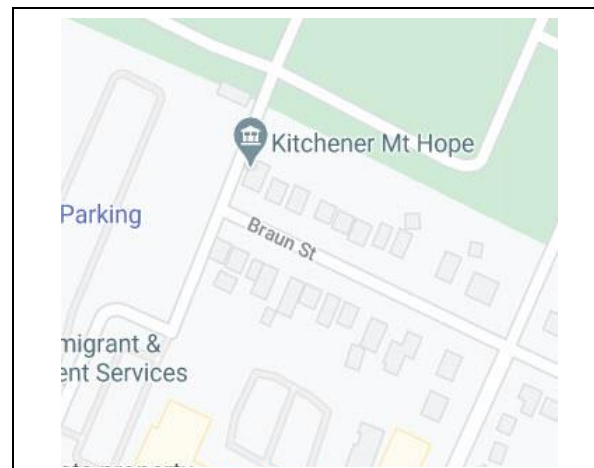 Kitchener Mt Hope
Parking
Braun St
migrant &
ent Services